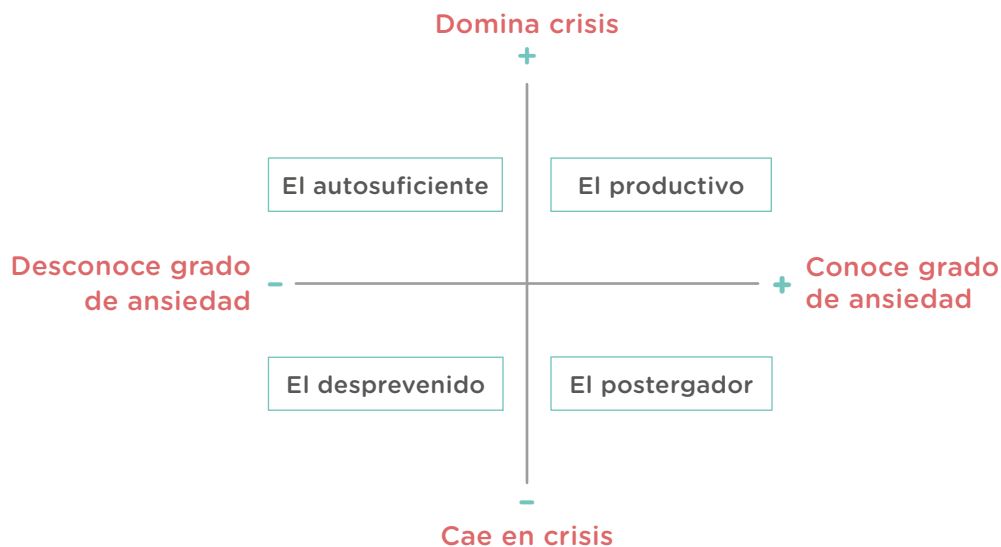 Domina crisis
+
El autosuficiente
El productivo
Desconoce grado
de ansiedad
-
+
Conoce grado
de ansiedad
El desprevenido
El postergador
-
Cae en crisis